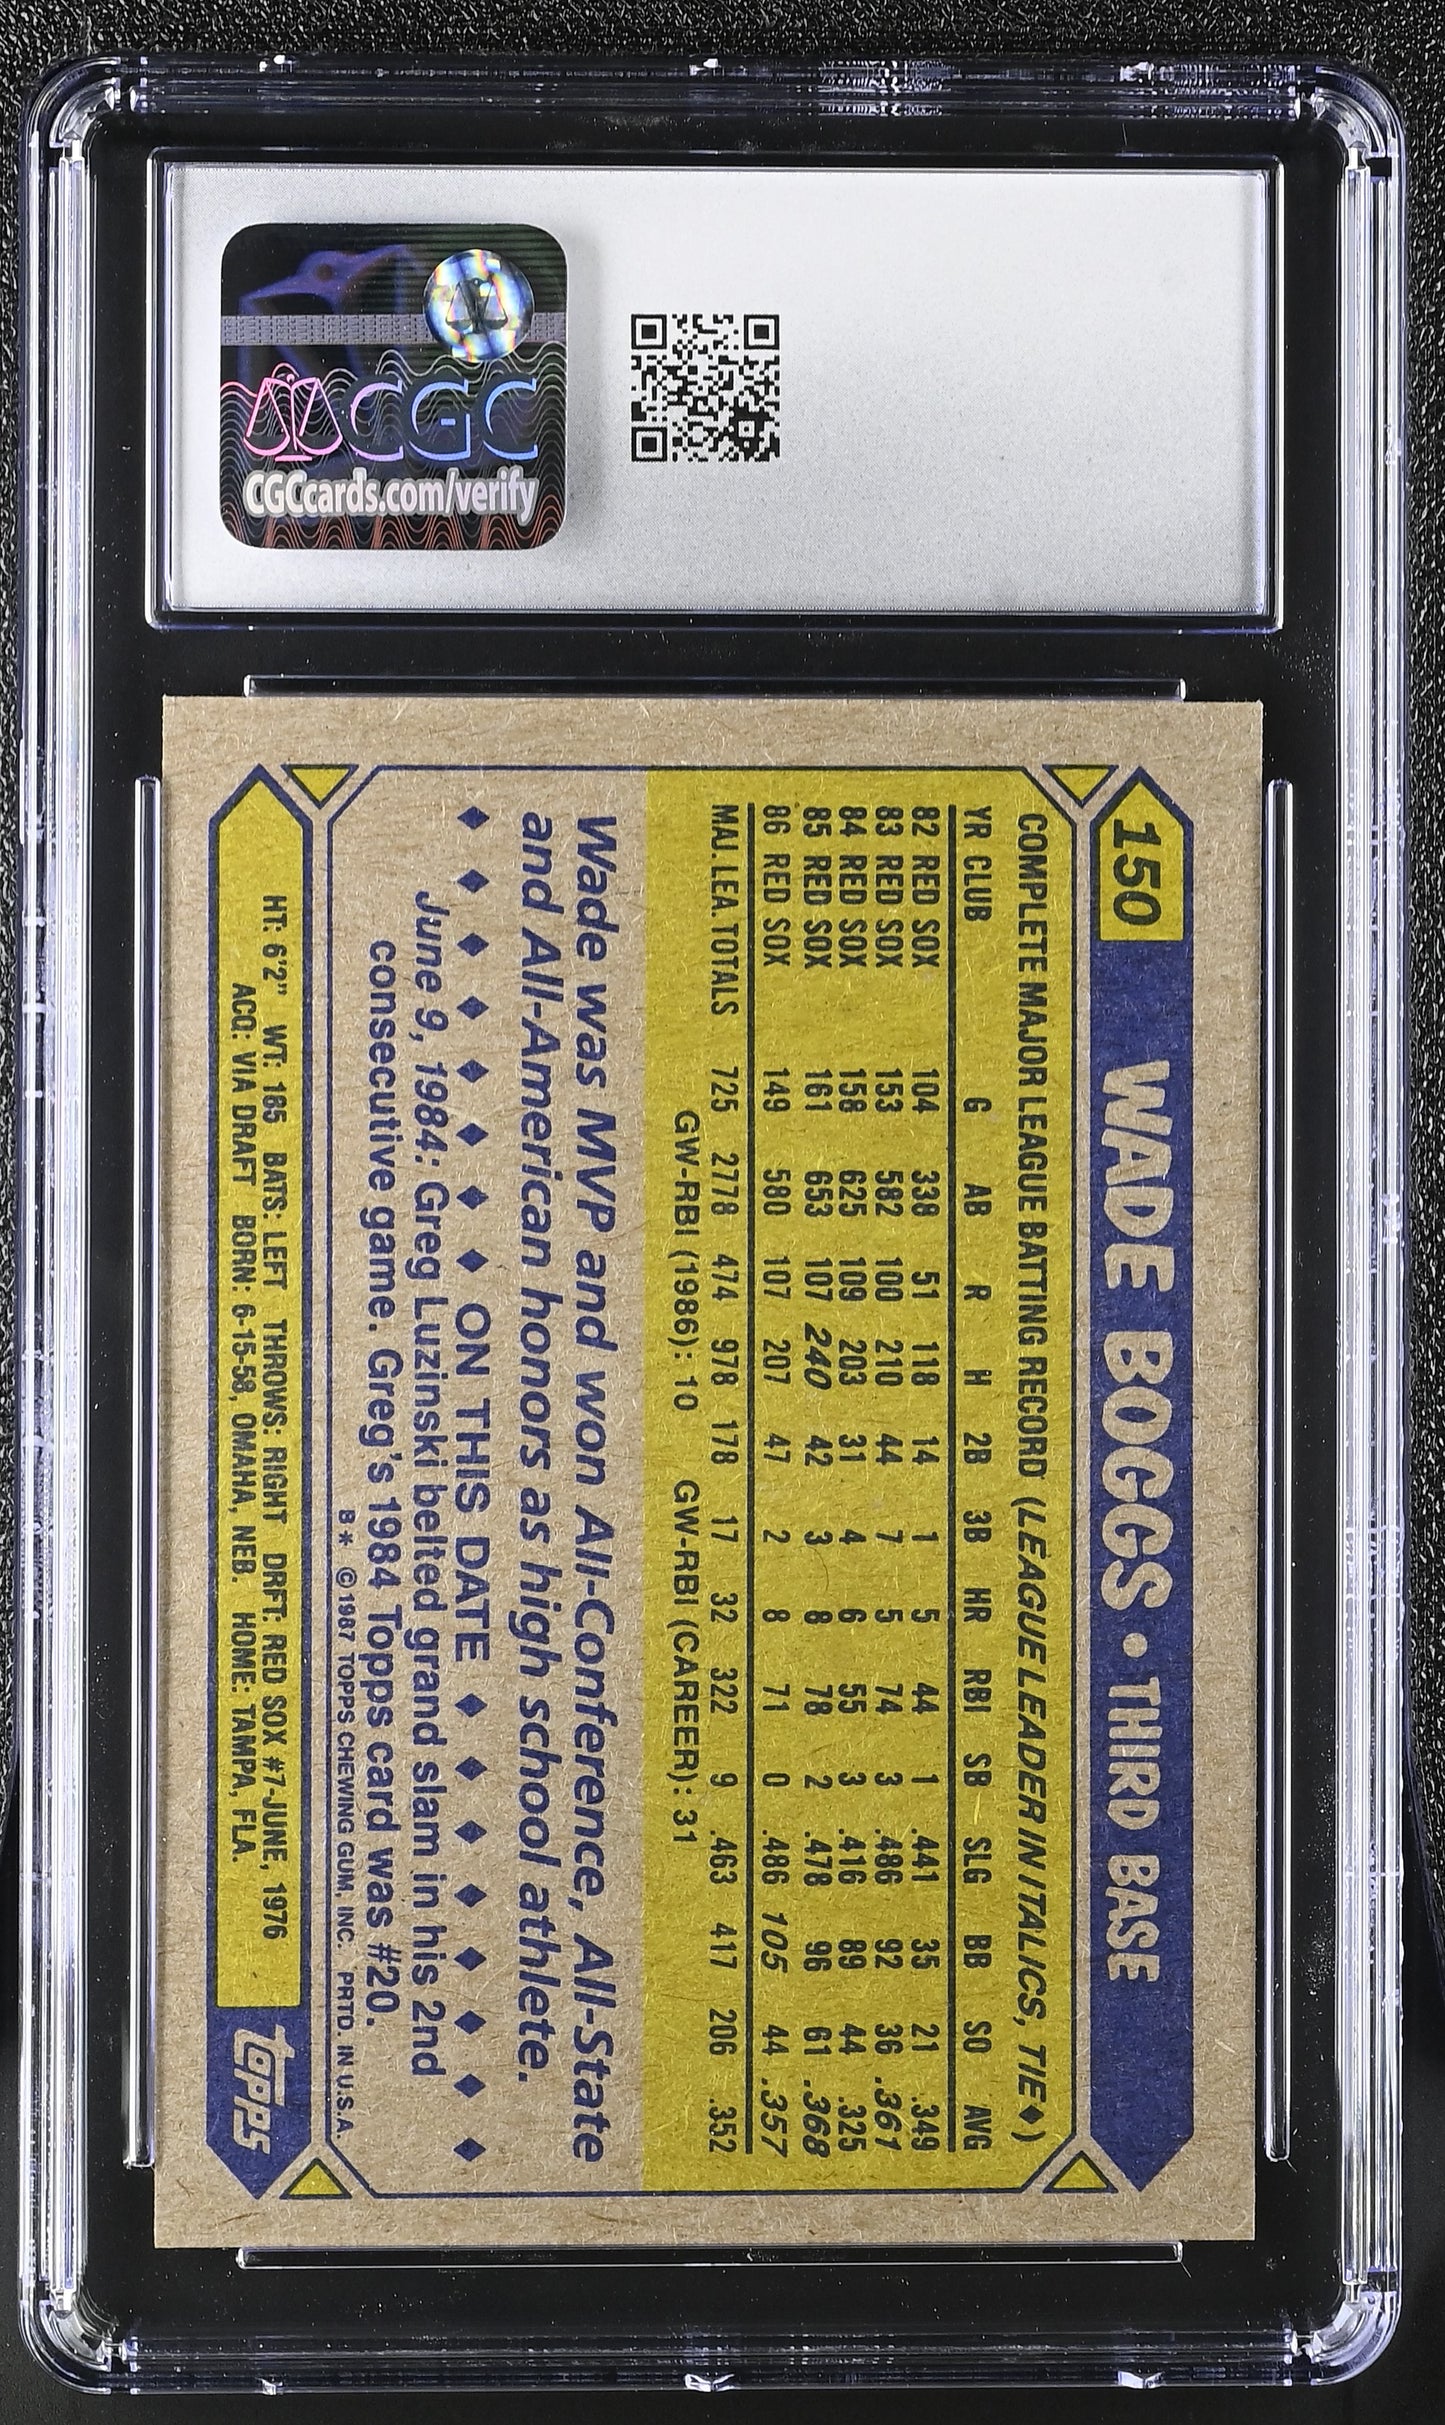 CGC
CGCcards.com/verify
150 WADE BOGGS • THIRD BASE
COMPLETE MAJOR LEAGUE BATTING RECORD (LEAGUE LEADER IN ITALICS, TIE◆)
YR CLUB G AB R H 2B 3B HR RBI SB SLG BB SO AVG
82 RED SOX 104 338 51 118 14 1 5 44 1 .441 35 21 .349
83 RED SOX 153 582 100 210 44 7 5 74 3 .486 92 36 .361
84 RED SOX 158 625 109 203 31 4 6 55 3 .416 89 44 .325
85 RED SOX 161 653 107 240 42 3 8 78 2 .478 96 61 .368
86 RED SOX 149 580 107 207 47 2 8 71 0 .486 105 44 .357
MAJ. LEA. TOTALS 725 2778 474 978 178 17 32 322 9 .463 417 206 .352
GW-RBI (1986): 10 GW-RBI (CAREER): 31
Wade was MVP and won All-Conference, All-State
and All-American honors as high school athlete.
◆ ◆ ◆ ◆ ◆ ◆ ◆ ◆ ON THIS DATE ◆ ◆ ◆ ◆ ◆ ◆ ◆ ◆
June 9, 1984: Greg Luzinski belted grand slam in his 2nd
consecutive game. Greg's 1984 Topps card was #20.
B* ©1987 TOPPS CHEWING GUM, INC. PRTD. IN U.S.A.
HT: 6'2" WT: 185 BATS: LEFT THROWS: RIGHT DRFT: RED SOX #7-JUNE, 1976
ACQ: VIA DRAFT BORN: 6-15-58, OMAHA, NEB. HOME: TAMPA, FLA.
topps